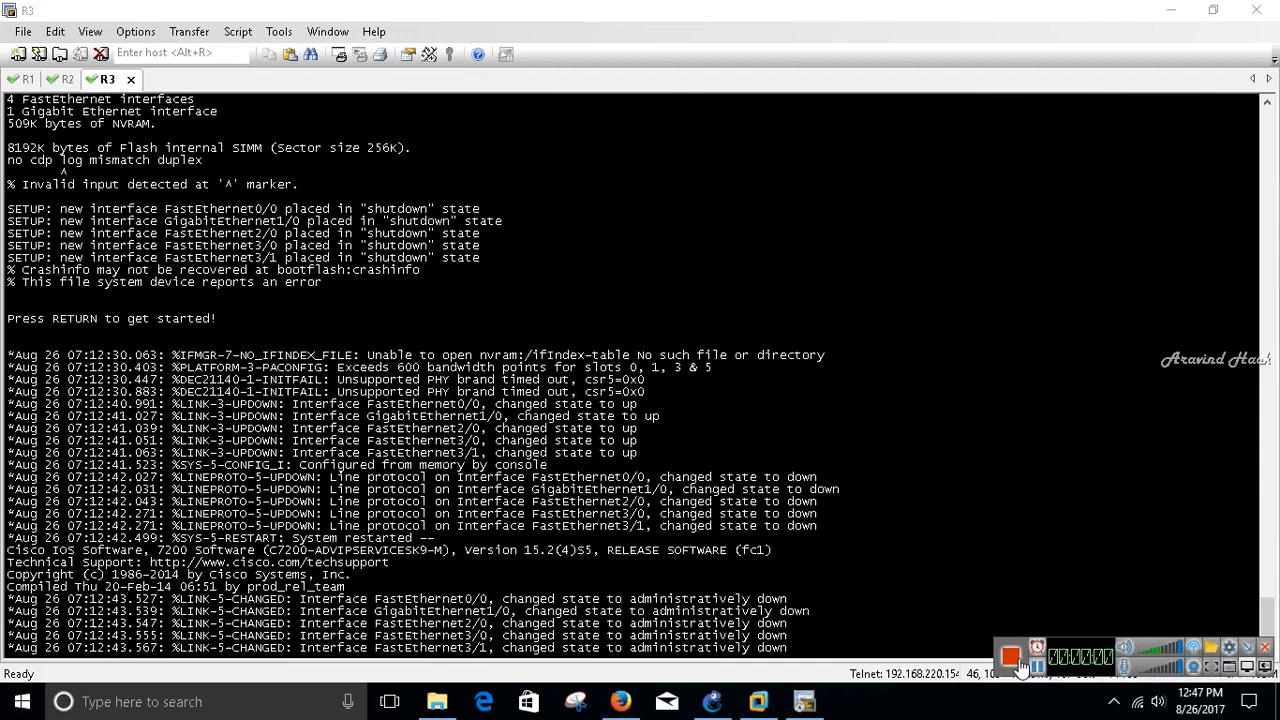 R3
File Edit View Options Transfer Script Tools Window Help
Enter host <Alt+R>
R1 R2 R3
4 FastEthernet interfaces
1 Gigabit Ethernet interface
509K bytes of NVRAM.
8192K bytes of Flash internal SIMM (Sector size 256K).
no cdp log mismatch duplex
^
% Invalid input detected at '^' marker.
SETUP: new interface FastEthernet0/0 placed in "shutdown" state
SETUP: new interface GigabitEthernet1/0 placed in "shutdown" state
SETUP: new interface FastEthernet2/0 placed in "shutdown" state
SETUP: new interface FastEthernet3/0 placed in "shutdown" state
SETUP: new interface FastEthernet3/1 placed in "shutdown" state
% Crashinfo may not be recovered at bootflash:crashinfo
% This file system device reports an error
Press RETURN to get started!
*Aug 26 07:12:30.063: %IFMGR-7-NO_IFINDEX_FILE: Unable to open nvram:/ifIndex-table No such file or directory
*Aug 26 07:12:30.403: %PLATFORM-3-PACONFIG: Exceeds 600 bandwidth points for slots 0, 1, 3 & 5
*Aug 26 07:12:30.447: %DEC21140-1-INITFAIL: Unsupported PHY brand timed out, csr5=0x0
*Aug 26 07:12:30.883: %DEC21140-1-INITFAIL: Unsupported PHY brand timed out, csr5=0x0
*Aug 26 07:12:40.991: %LINK-3-UPDOWN: Interface FastEthernet0/0, changed state to up
*Aug 26 07:12:41.027: %LINK-3-UPDOWN: Interface GigabitEthernet1/0, changed state to up
*Aug 26 07:12:41.039: %LINK-3-UPDOWN: Interface FastEthernet2/0, changed state to up
*Aug 26 07:12:41.051: %LINK-3-UPDOWN: Interface FastEthernet3/0, changed state to up
*Aug 26 07:12:41.063: %LINK-3-UPDOWN: Interface FastEthernet3/1, changed state to up
*Aug 26 07:12:41.523: %SYS-5-CONFIG_I: Configured from memory by console
*Aug 26 07:12:42.027: %LINEPROTO-5-UPDOWN: Line protocol on Interface FastEthernet0/0, changed state to down
*Aug 26 07:12:42.031: %LINEPROTO-5-UPDOWN: Line protocol on Interface GigabitEthernet1/0, changed state to down
*Aug 26 07:12:42.043: %LINEPROTO-5-UPDOWN: Line protocol on Interface FastEthernet2/0, changed state to down
*Aug 26 07:12:42.271: %LINEPROTO-5-UPDOWN: Line protocol on Interface FastEthernet3/0, changed state to down
*Aug 26 07:12:42.271: %LINEPROTO-5-UPDOWN: Line protocol on Interface FastEthernet3/1, changed state to down
*Aug 26 07:12:42.499: %SYS-5-RESTART: System restarted --
Cisco IOS Software, 7200 Software (C7200-ADVIPSERVICESK9-M), Version 15.2(4)S5, RELEASE SOFTWARE (fc1)
Technical Support: http://www.cisco.com/techsupport
Copyright (c) 1986-2014 by Cisco Systems, Inc.
Compiled Thu 20-Feb-14 06:51 by prod_rel_team
*Aug 26 07:12:43.527: %LINK-5-CHANGED: Interface FastEthernet0/0, changed state to administratively down
*Aug 26 07:12:43.539: %LINK-5-CHANGED: Interface GigabitEthernet1/0, changed state to administratively down
*Aug 26 07:12:43.547: %LINK-5-CHANGED: Interface FastEthernet2/0, changed state to administratively down
*Aug 26 07:12:43.555: %LINK-5-CHANGED: Interface FastEthernet3/0, changed state to administratively down
*Aug 26 07:12:43.567: %LINK-5-CHANGED: Interface FastEthernet3/1, changed state to administratively down
Aravind
Ready
Telnet: 192.168.220.154 46,
Type here to search
12:47 PM
8/26/2017